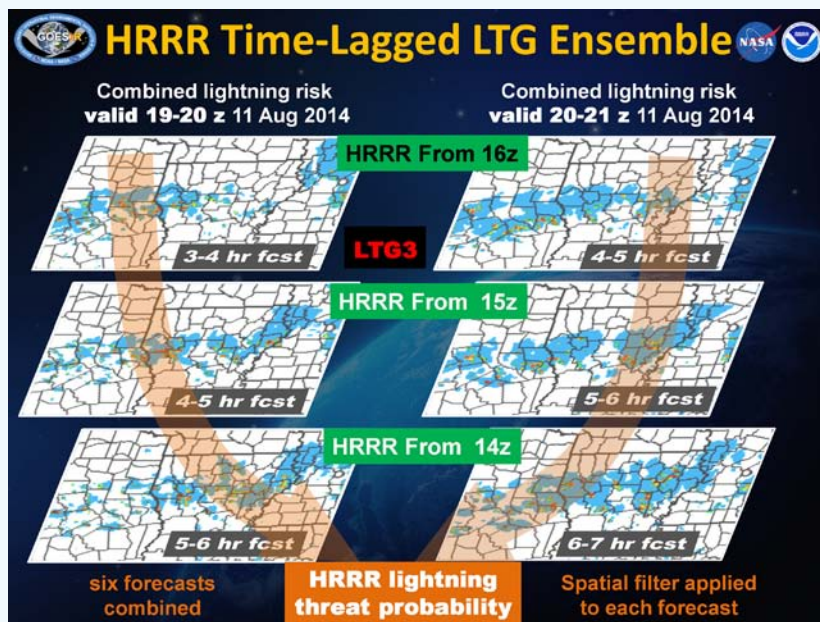 GOES-R
HRRR Time-Lagged LTG Ensemble
NASA
Combined lightning risk
valid 19-20 z 11 Aug 2014
Combined lightning risk
valid 20-21 z 11 Aug 2014
HRRR From 16z
3-4 hr fcst
LTG3
4-5 hr fcst
HRRR From 15z
4-5 hr fcst
5-6 hr fcst
HRRR From 14z
5-6 hr fcst
6-7 hr fcst
six forecasts
combined
HRRR lightning
threat probability
Spatial filter applied
to each forecast